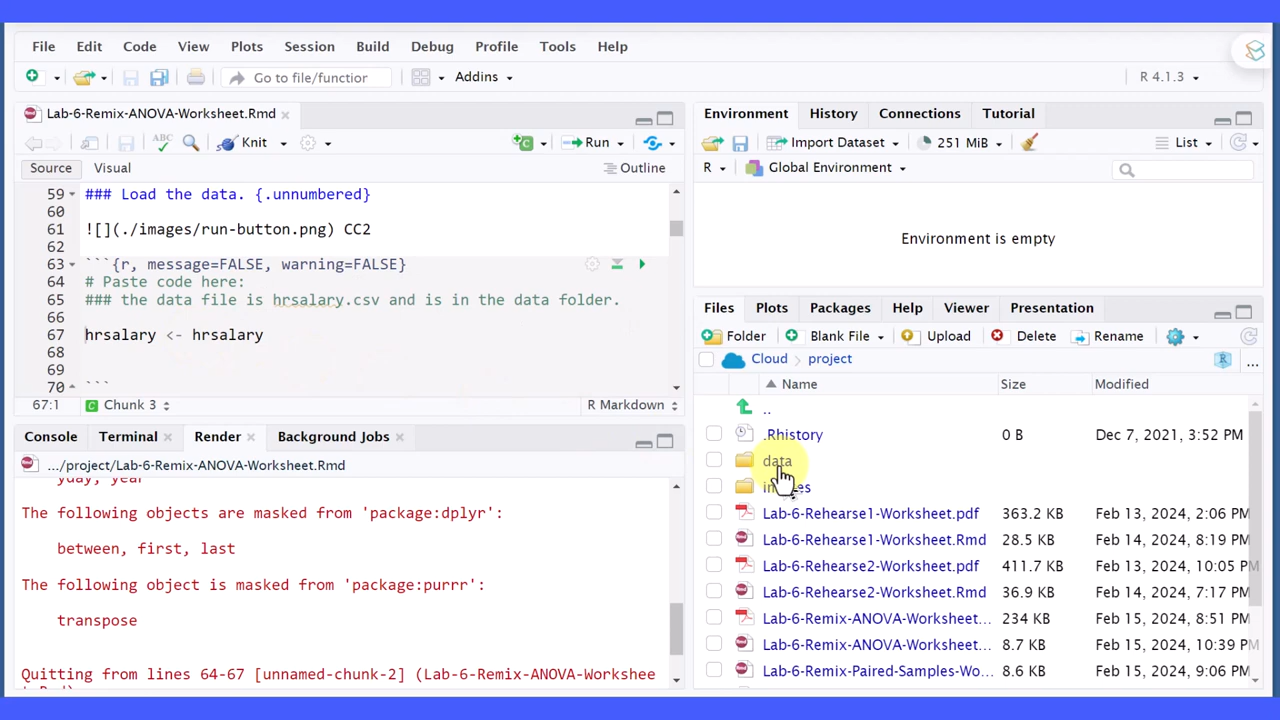 File Edit Code View Plots Session Build Debug Profile Tools Help
Go to file/functior Addins R 4.1.3
Lab-6-Remix-ANOVA-Worksheet.Rmd
ABC Knit Run
Source Visual Outline
59 ### Load the data. {.unnumbered}
60
61 ![](./images/run-button.png) CC2
62
63 ```{r, message=FALSE, warning=FALSE}
64 # Paste code here:
65 ### the data file is hrsalary.csv and is in the data folder.
66
67 hrsalary <- hrsalary
68
69
70 ```
67:1 Chunk 3 R Markdown
Console Terminal Render Background Jobs
.../project/Lab-6-Remix-ANOVA-Worksheet.Rmd
yday, year
The following objects are masked from 'package:dplyr':
between, first, last
The following object is masked from 'package:purrr':
transpose
Quitting from lines 64-67 [unnamed-chunk-2] (Lab-6-Remix-ANOVA-Workshee
Environment History Connections Tutorial
Import Dataset 251 MiB List
R Global Environment
Environment is empty
Files Plots Packages Help Viewer Presentation
Folder Blank File Upload Delete Rename
Cloud project R ...
Name Size Modified
..
.Rhistory 0 B Dec 7, 2021, 3:52 PM
data
Lab-6-Rehearse1-Worksheet.pdf 363.2 KB Feb 13, 2024, 2:06 PM
Lab-6-Rehearse1-Worksheet.Rmd 28.5 KB Feb 14, 2024, 8:19 PM
Lab-6-Rehearse2-Worksheet.pdf 411.7 KB Feb 13, 2024, 10:05 PM
Lab-6-Rehearse2-Worksheet.Rmd 36.9 KB Feb 14, 2024, 7:17 PM
Lab-6-Remix-ANOVA-Worksheet... 234 KB Feb 15, 2024, 8:51 PM
Lab-6-Remix-ANOVA-Worksheet... 8.7 KB Feb 15, 2024, 10:39 PM
Lab-6-Remix-Paired-Samples-Wo... 8.6 KB Feb 15, 2024, 9:06 PM